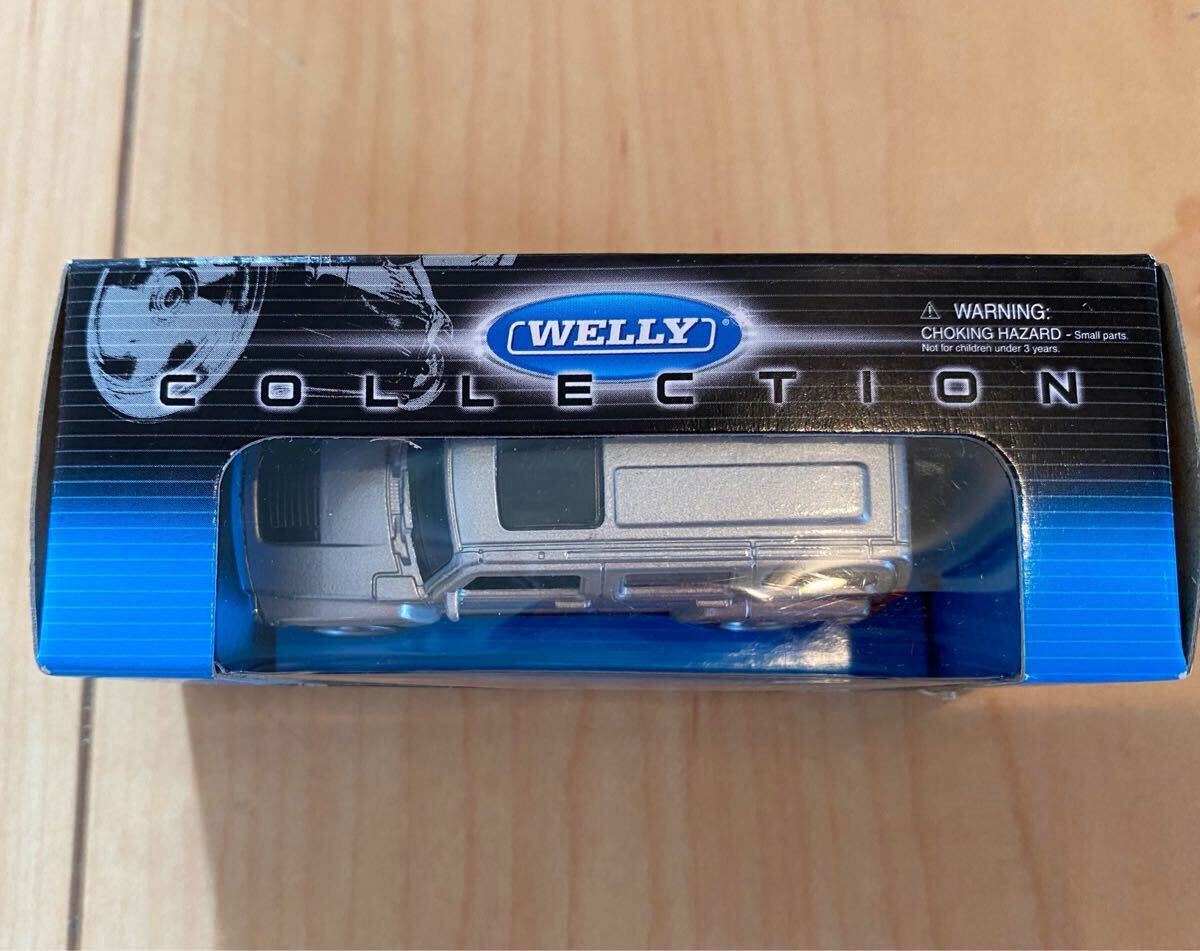 WELLY®
COLLECTION
⚠ WARNING:
CHOKING HAZARD - Small parts.
Not for children under 3 years.